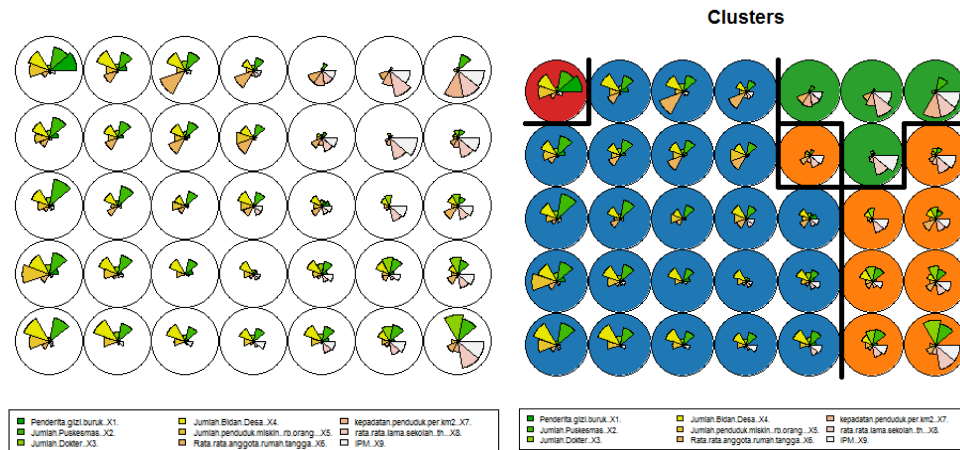 Clusters
Penderita.gizi.buruk..X1.
Jumlah.Puskesmas..X2.
Jumlah.Dokter..X3.
Jumlah.Bidan.Desa..X4.
Jumlah.penduduk.miskin..rb.orang...X5.
Rata.rata.anggota.rumah.tangga..X6.
kepadatan.penduduk.per.km2..X7.
rata.rata.lama.sekolah..th...X8.
IPM..X9.
Penderita.gizi.buruk..X1.
Jumlah.Puskesmas..X2.
Jumlah.Dokter..X3.
Jumlah.Bidan.Desa..X4.
Jumlah.penduduk.miskin..rb.orang...X5.
Rata.rata.anggota.rumah.tangga..X6.
kepadatan.penduduk.per.km2..X7.
rata.rata.lama.sekolah..th...X8.
IPM..X9.